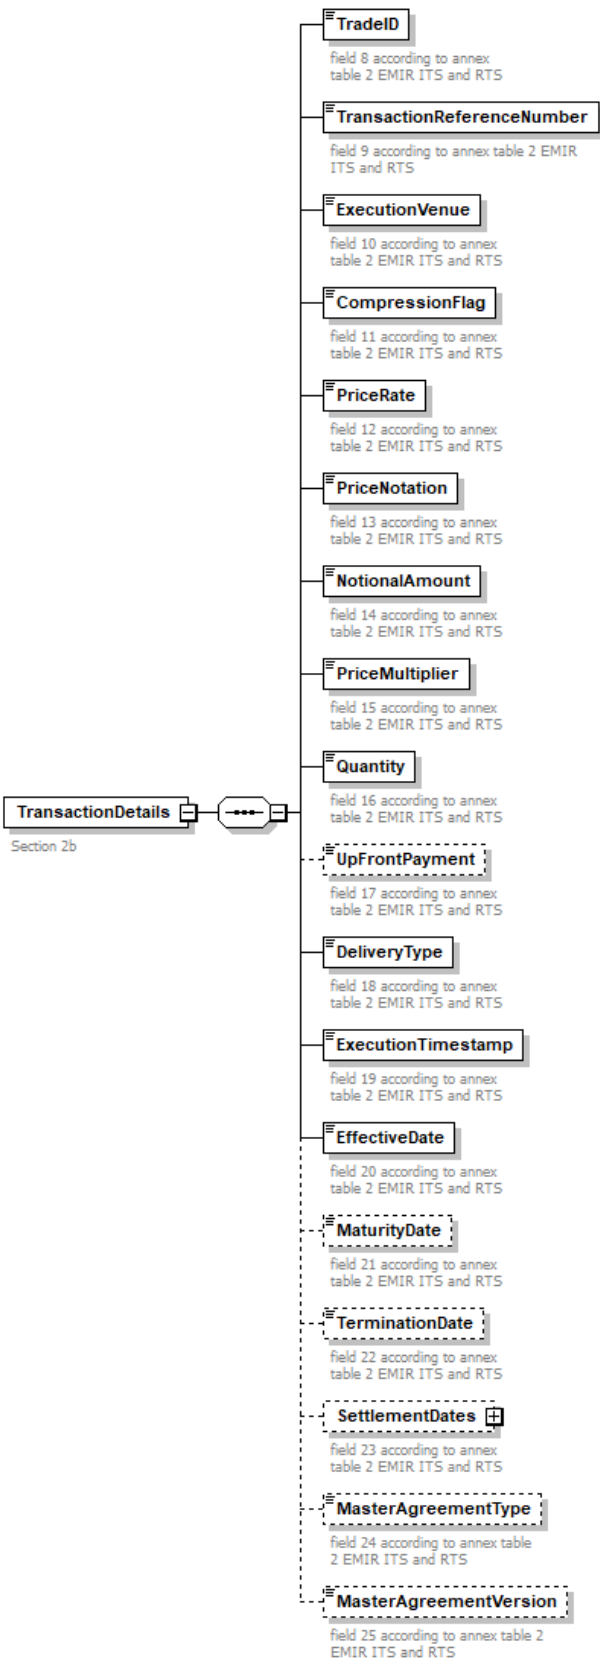 TradeID
field 8 according to annex
table 2 EMIR ITS and RTS
TransactionReferenceNumber
field 9 according to annex table 2 EMIR
ITS and RTS
ExecutionVenue
field 10 according to annex
table 2 EMIR ITS and RTS
CompressionFlag
field 11 according to annex
table 2 EMIR ITS and RTS
PriceRate
field 12 according to annex
table 2 EMIR ITS and RTS
PriceNotation
field 13 according to annex
table 2 EMIR ITS and RTS
NotionalAmount
field 14 according to annex
table 2 EMIR ITS and RTS
PriceMultiplier
field 15 according to annex
table 2 EMIR ITS and RTS
Quantity
field 16 according to annex
table 2 EMIR ITS and RTS
TransactionDetails
Section 2b
UpFrontPayment
field 17 according to annex
table 2 EMIR ITS and RTS
DeliveryType
field 18 according to annex
table 2 EMIR ITS and RTS
ExecutionTimestamp
field 19 according to annex
table 2 EMIR ITS and RTS
EffectiveDate
field 20 according to annex
table 2 EMIR ITS and RTS
MaturityDate
field 21 according to annex
table 2 EMIR ITS and RTS
TerminationDate
field 22 according to annex
table 2 EMIR ITS and RTS
SettlementDates
field 23 according to annex
table 2 EMIR ITS and RTS
MasterAgreementType
field 24 according to annex table
2 EMIR ITS and RTS
MasterAgreementVersion
field 25 according to annex table 2
EMIR ITS and RTS